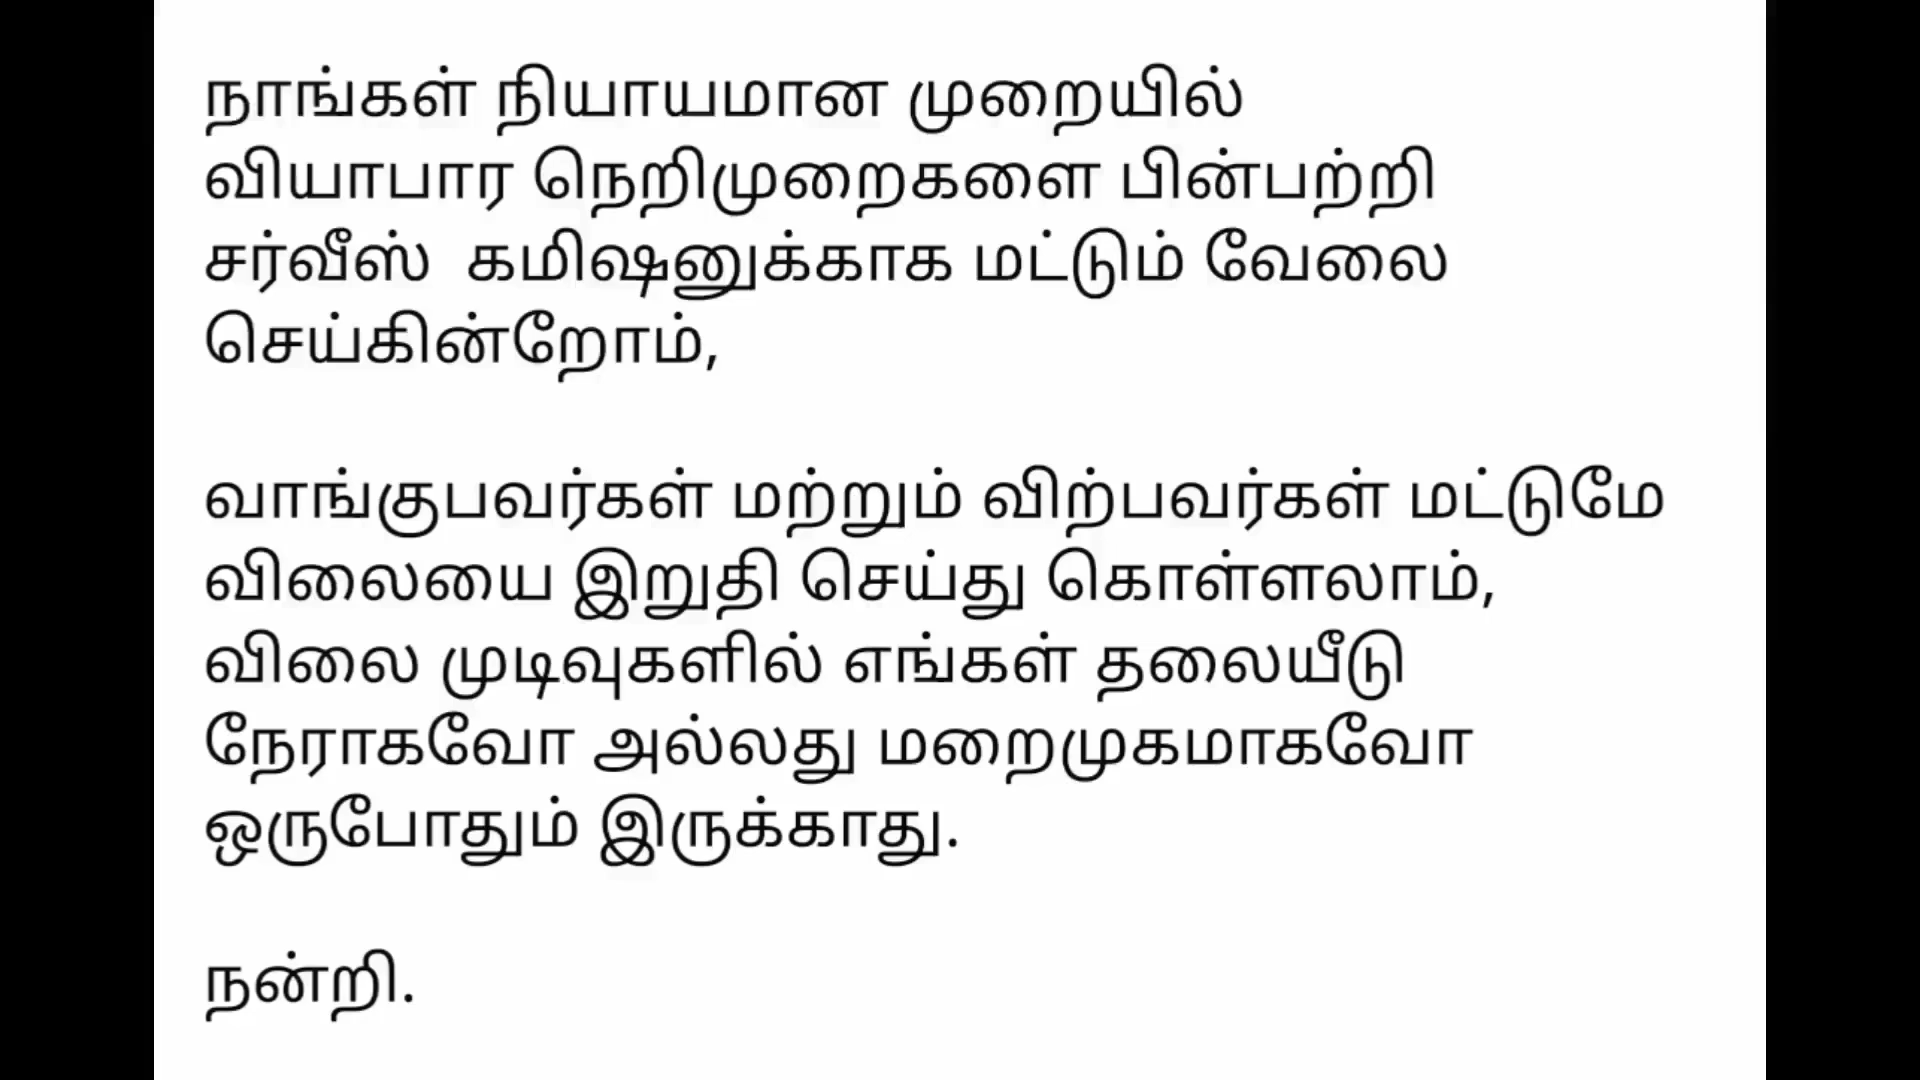 நாங்கள் நியாயமான முறையில்
வியாபார நெறிமுறைகளை பின்பற்றி
சர்வீஸ்  கமிஷனுக்காக மட்டும் வேலை
செய்கின்றோம்,
வாங்குபவர்கள் மற்றும் விற்பவர்கள் மட்டுமே
விலையை இறுதி செய்து கொள்ளலாம்,
விலை முடிவுகளில் எங்கள் தலையீடு
நேராகவோ அல்லது மறைமுகமாகவோ
ஒருபோதும் இருக்காது.
நன்றி.